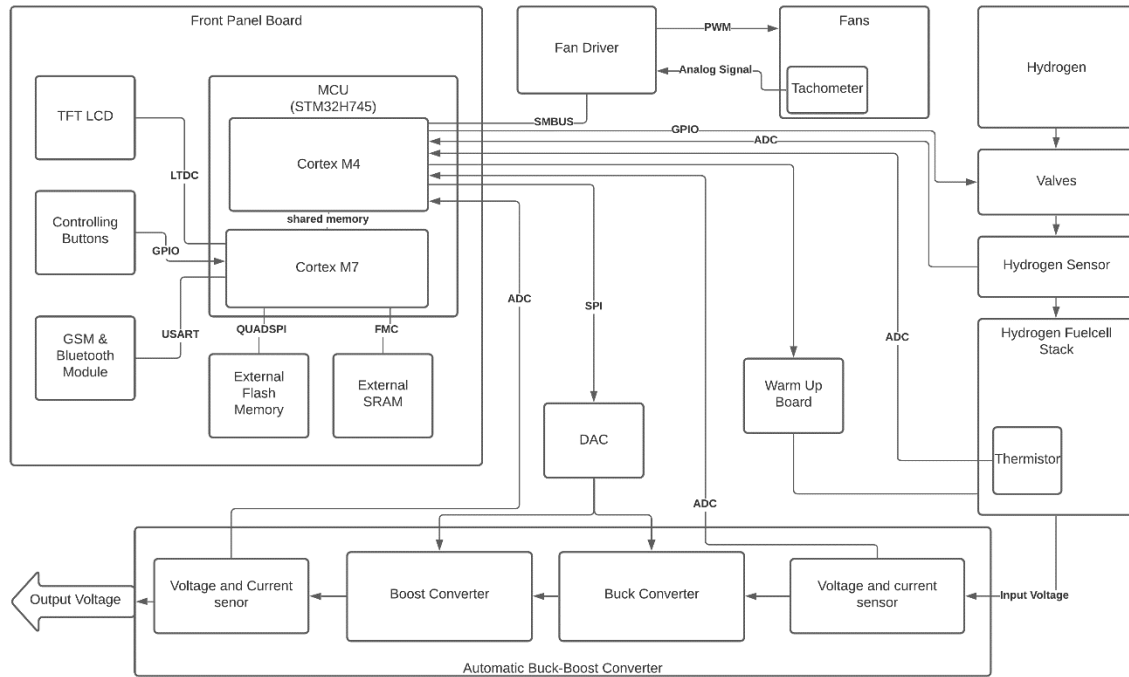 Front Panel Board
TFT LCD
Controlling
Buttons
GSM &
Bluetooth
Module
LTDC
GPIO
USART
MCU
(STM32H745)
Cortex M4
shared memory
Cortex M7
QUADSPI
FMC
External
Flash
Memory
External
SRAM
Fan Driver
PWM
Analog Signal
Fans
Tachometer
SMBUS
GPIO
ADC
Hydrogen
Valves
Hydrogen Sensor
Hydrogen Fuelcell
Stack
Thermistor
ADC
SPI
ADC
Warm Up
Board
DAC
ADC
Output Voltage
Voltage and Current
senor
Boost Converter
Buck Converter
Voltage and current
sensor
Input Voltage
Automatic Buck-Boost Converter